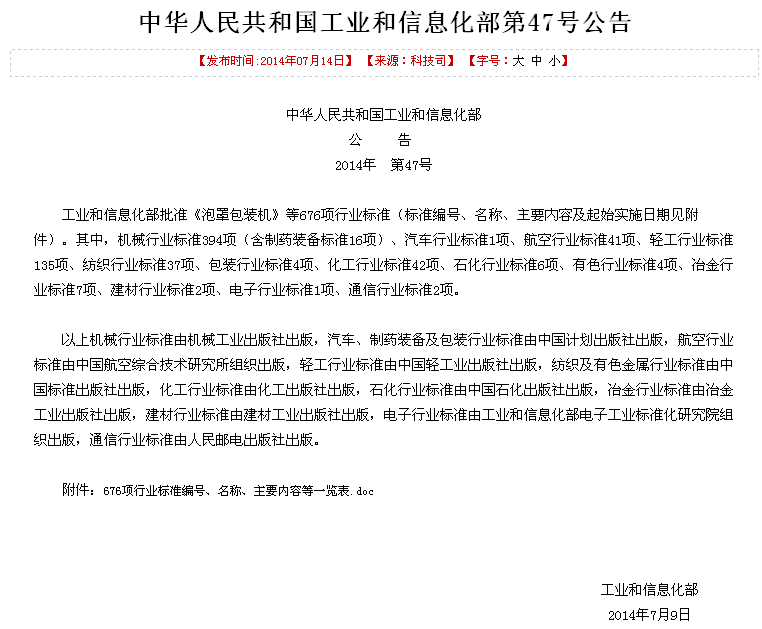 中华人民共和国工业和信息化部第47号公告
【发布时间:2014年07月14日】 【来源：科技司】 【字号：大 中 小】
中华人民共和国工业和信息化部
公 告
2014年 第47号
工业和信息化部批准《泡罩包装机》等676项行业标准（标准编号、名称、主要内容及起始实施日期见附
件）。其中，机械行业标准394项（含制药装备标准16项）、汽车行业标准1项、航空行业标准41项、轻工行业标准
135项、纺织行业标准37项、包装行业标准4项、化工行业标准42项、石化行业标准6项、有色行业标准4项、冶金行
业标准7项、建材行业标准2项、电子行业标准1项、通信行业标准2项。
以上机械行业标准由机械工业出版社出版，汽车、制药装备及包装行业标准由中国计划出版社出版，航空行业
标准由中国航空综合技术研究所组织出版，轻工行业标准由中国轻工业出版社出版，纺织及有色金属行业标准由中
国标准出版社出版，化工行业标准由化工出版社出版，石化行业标准由中国石化出版社出版，冶金行业标准由冶金
工业出版社出版，建材行业标准由建材工业出版社出版，电子行业标准由工业和信息化部电子工业标准化研究院组
织出版，通信行业标准由人民邮电出版社出版。
附件：676项行业标准编号、名称、主要内容等一览表.doc
工业和信息化部
2014年7月9日